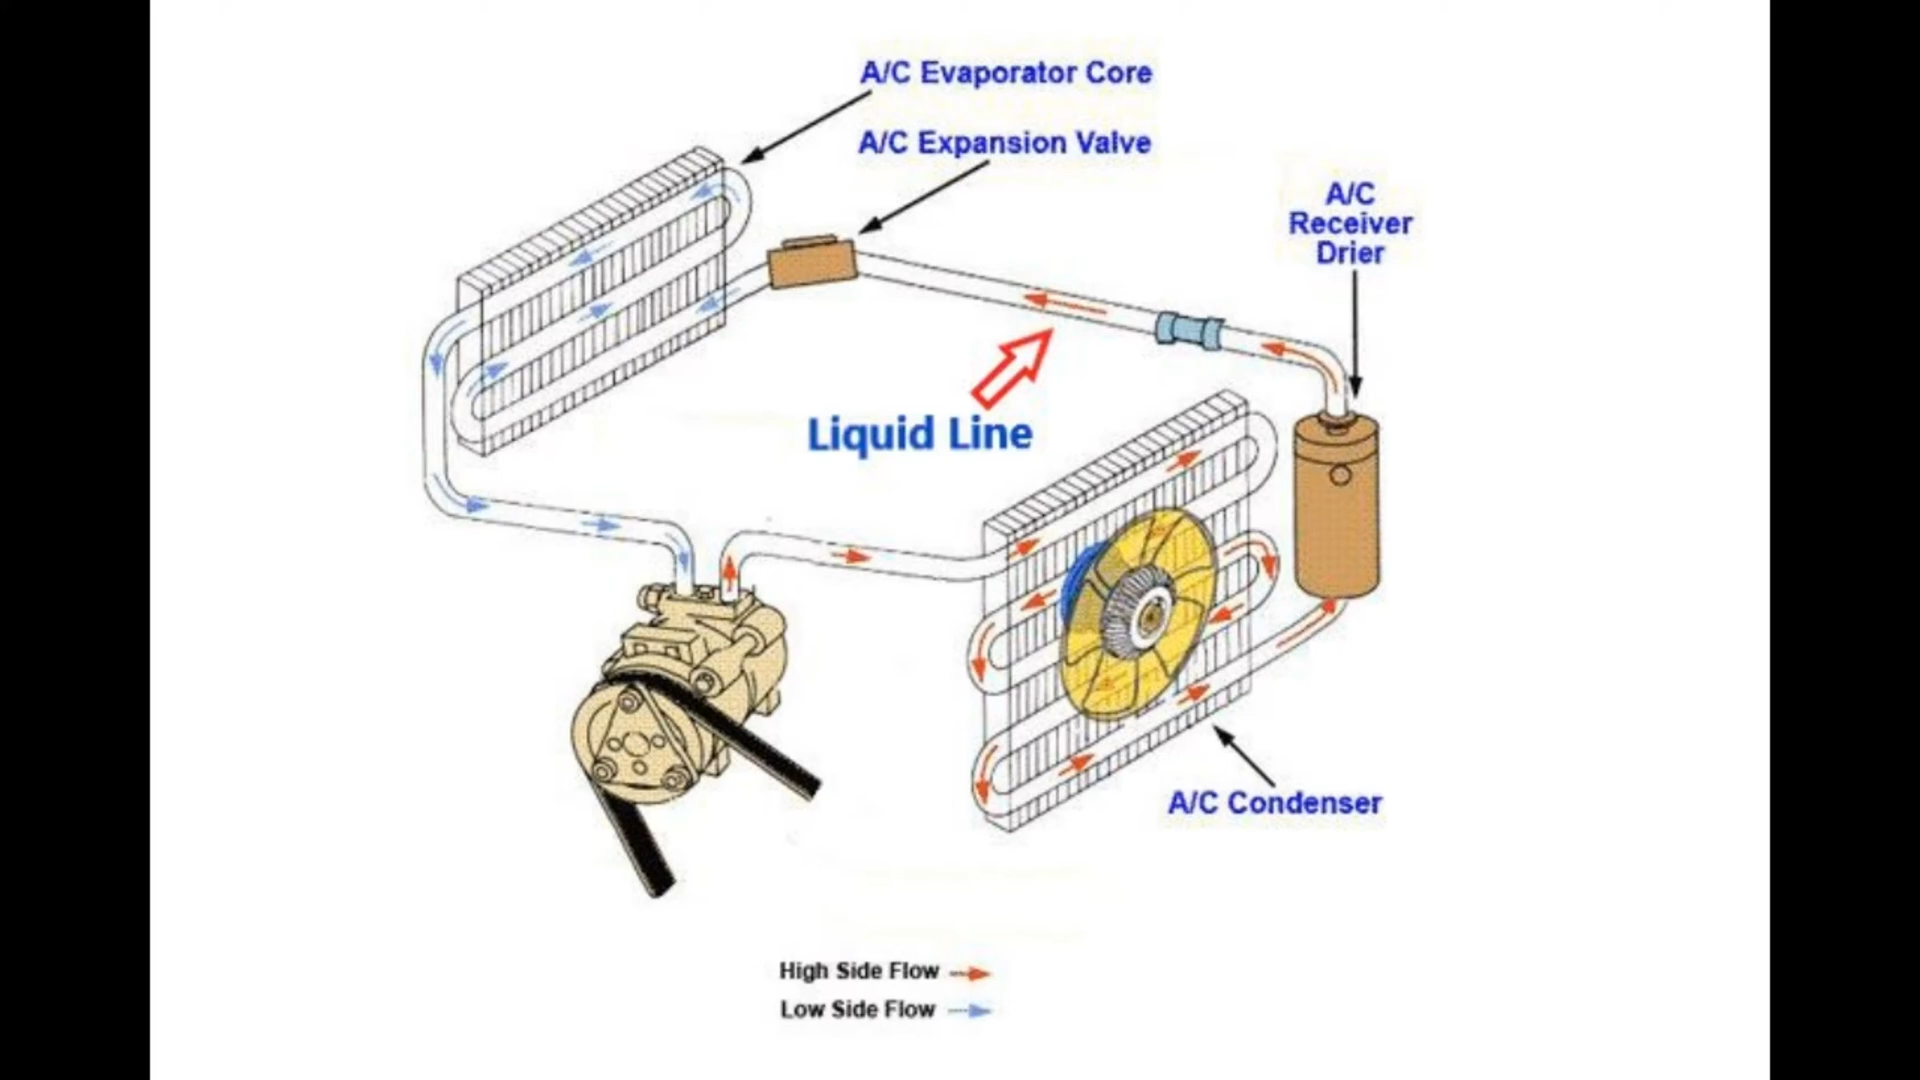 A/C Evaporator Core
A/C Expansion Valve
A/C
Receiver
Drier
Liquid Line
A/C Condenser
High Side Flow
Low Side Flow